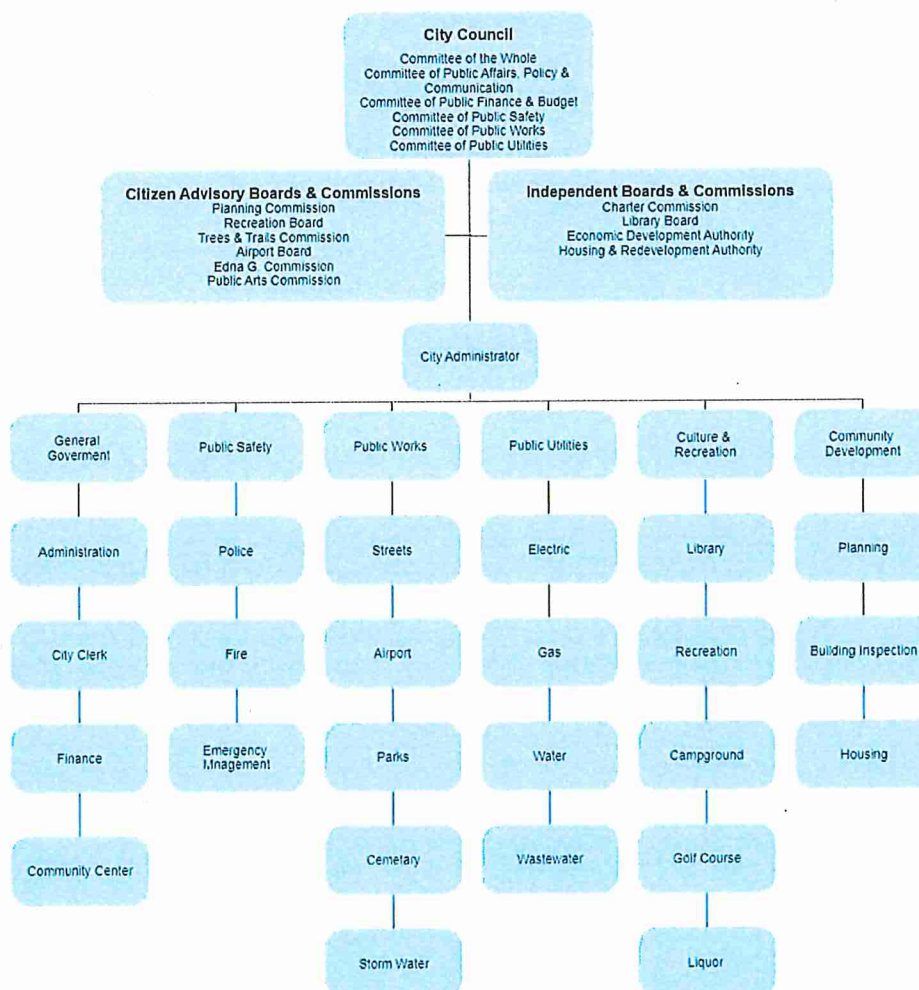 City Council
Committee of the Whole
Committee of Public Affairs, Policy &
Communication
Committee of Public Finance & Budget
Committee of Public Safety
Committee of Public Works
Committee of Public Utilities
Citizen Advisory Boards & Commissions
Planning Commission
Recreation Board
Trees & Trails Commission
Airport Board
Edna G. Commission
Public Arts Commission
Independent Boards & Commissions
Charter Commission
Library Board
Economic Development Authority
Housing & Redevelopment Authority
City Administrator
General
Goverment
Public Safety
Public Works
Public Utilities
Culture &
Recreation
Community
Development
Administration
Police
Streets
Electric
Library
Planning
City Clerk
Fire
Airport
Gas
Recreation
Building Inspection
Finance
Emergency
Mnagement
Parks
Water
Campground
Housing
Community Center
Cemetary
Wastewater
Golf Course
Storm Water
Liquor